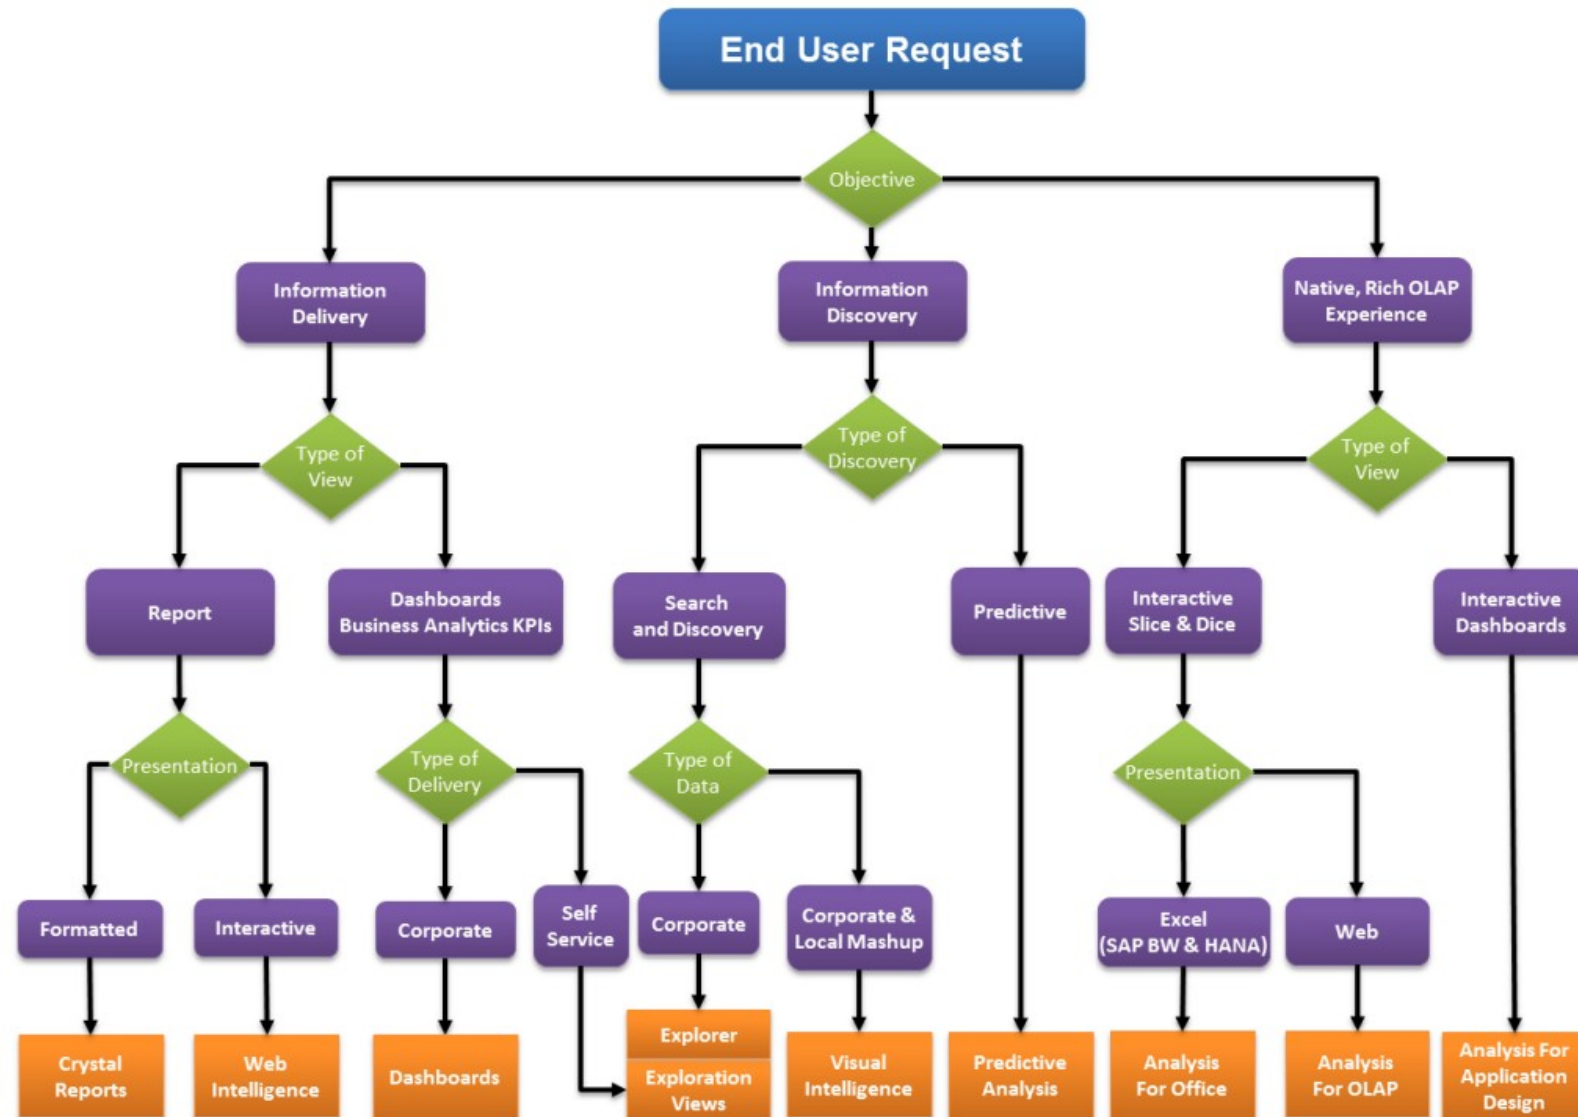 End User Request
Objective
Information
Delivery
Information
Discovery
Native, Rich OLAP
Experience
Type of
View
Type of
Discovery
Type of
View
Report
Dashboards
Business Analytics KPIs
Search
and Discovery
Predictive
Interactive
Slice & Dice
Interactive
Dashboards
Presentation
Type of
Delivery
Type of
Data
Presentation
Formatted
Interactive
Corporate
Self
Service
Corporate
Corporate &
Local Mashup
Excel
(SAP BW & HANA)
Web
Crystal
Reports
Web
Intelligence
Dashboards
Explorer
Exploration
Views
Visual
Intelligence
Predictive
Analysis
Analysis
For Office
Analysis
For OLAP
Analysis For
Application
Design